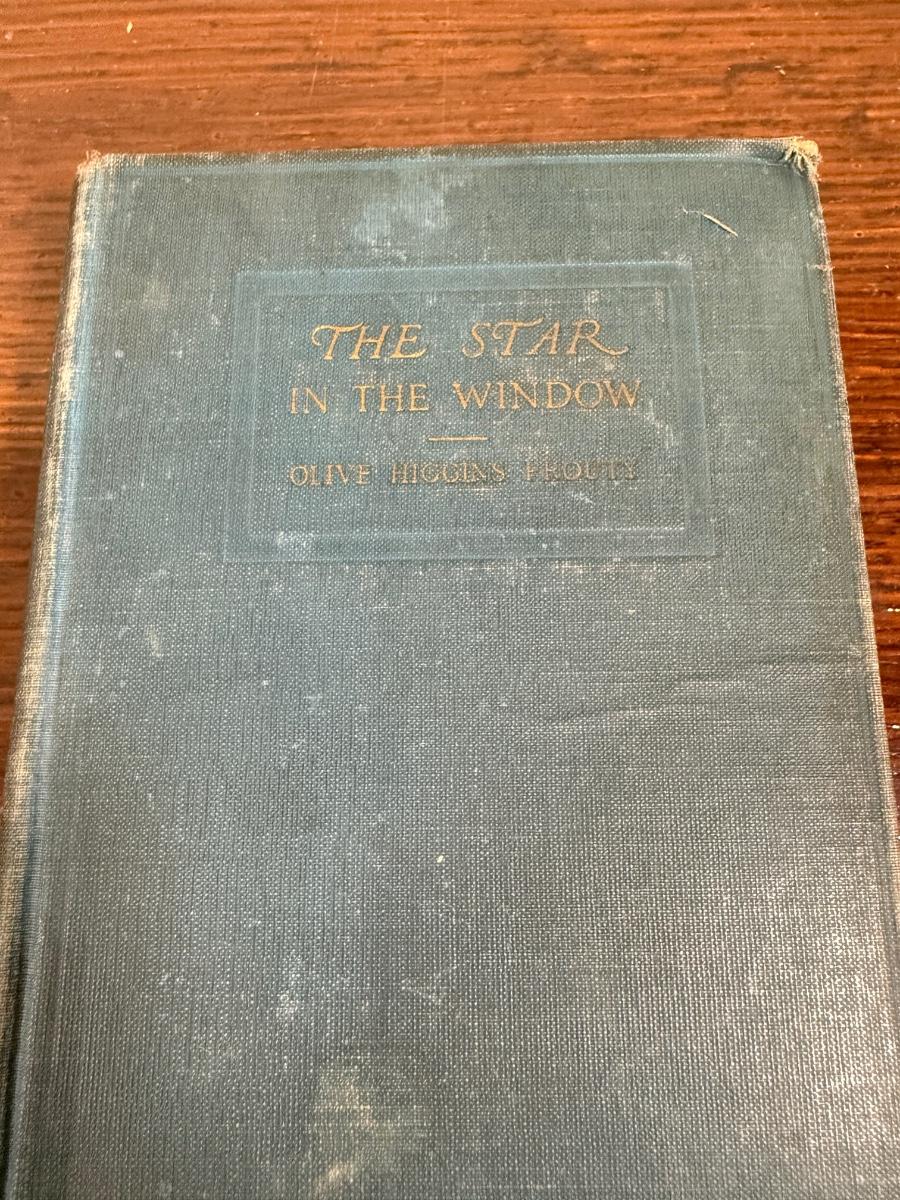 THE STAR
IN THE WINDOW
OLIVE HIGGINS PROUTY